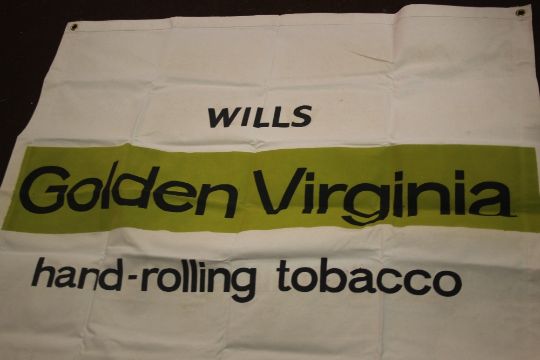 WILLS
Golden Virginia
hand-rolling tobacco